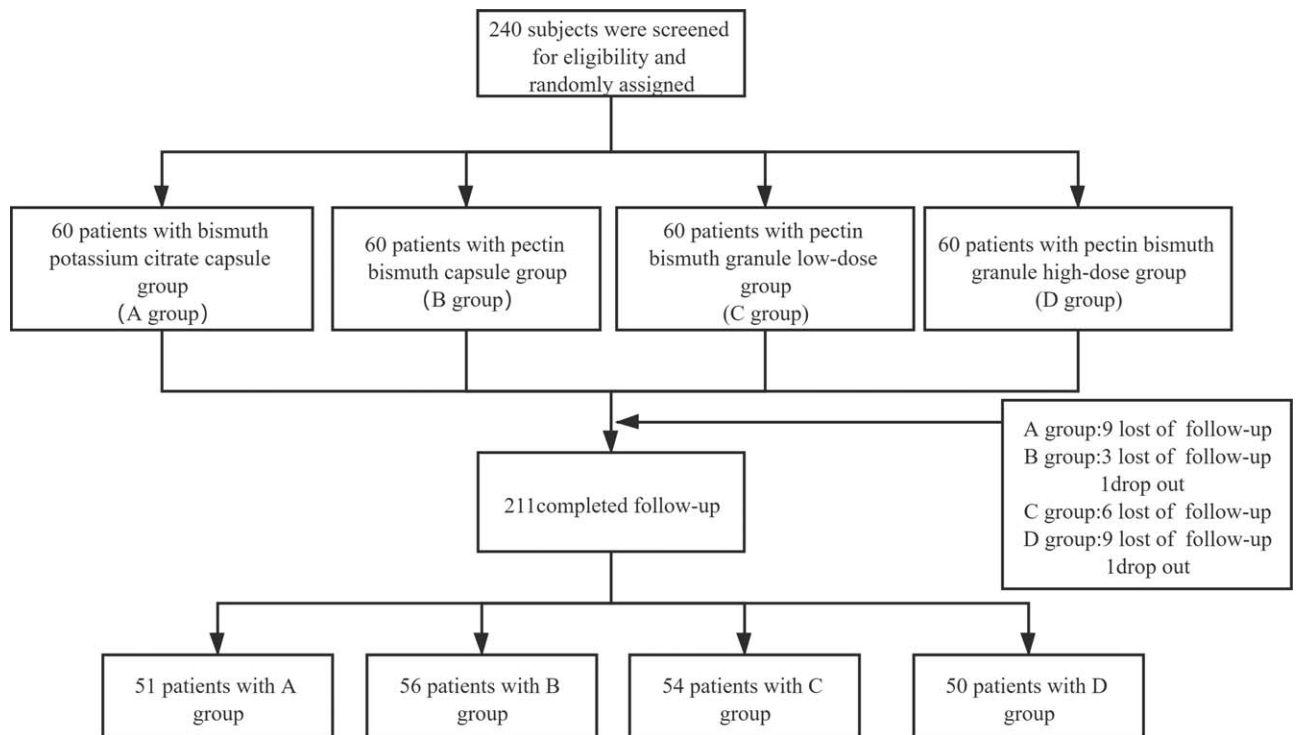 240 subjects were screened
for eligibility and
randomly assigned
60 patients with bismuth
potassium citrate capsule
group
(A group)
60 patients with pectin
bismuth capsule group
(B group)
60 patients with pectin
bismuth granule low-dose
group
(C group)
60 patients with pectin bismuth
granule high-dose group
(D group)
A group:9 lost of follow-up
B group:3 lost of follow-up
1drop out
C group:6 lost of follow-up
D group:9 lost of follow-up
1drop out
211completed follow-up
51 patients with A
group
56 patients with B
group
54 patients with C
group
50 patients with D
group